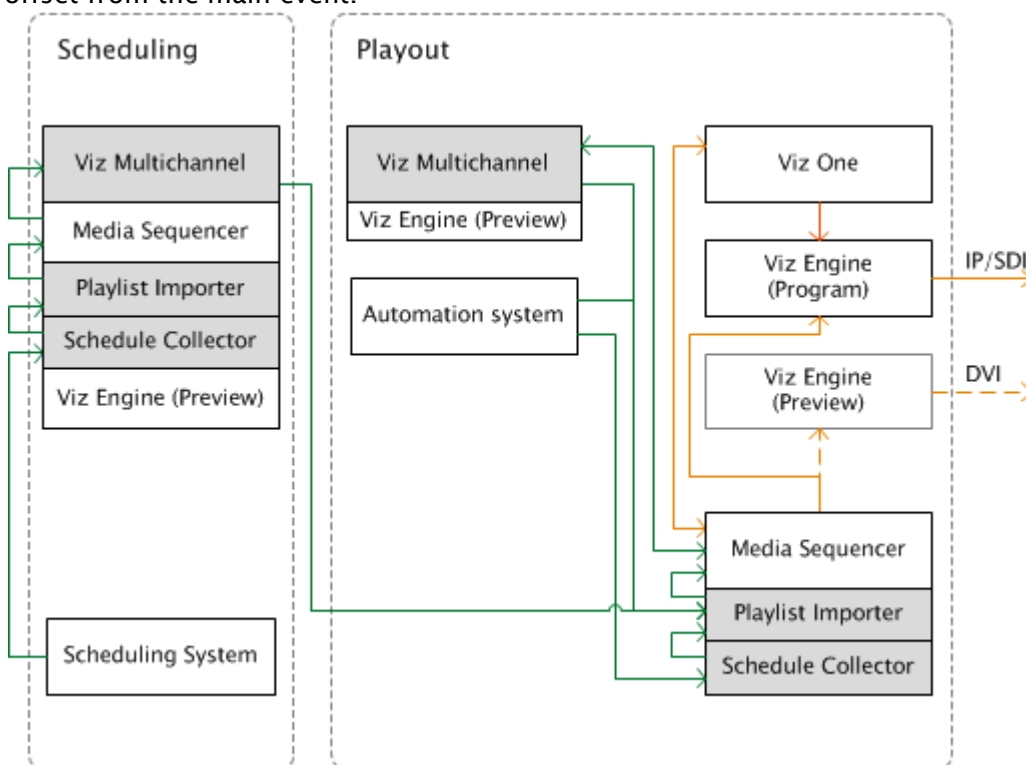 offset from the main event.
Scheduling
Viz Multichannel
Media Sequencer
Playlist Importer
Schedule Collector
Viz Engine (Preview)
Scheduling System
Playout
Viz Multichannel
Viz Engine (Preview)
Automation system
Viz One
Viz Engine
(Program)
IP/SDI
Viz Engine
(Preview)
DVI
Media Sequencer
Playlist Importer
Schedule Collector